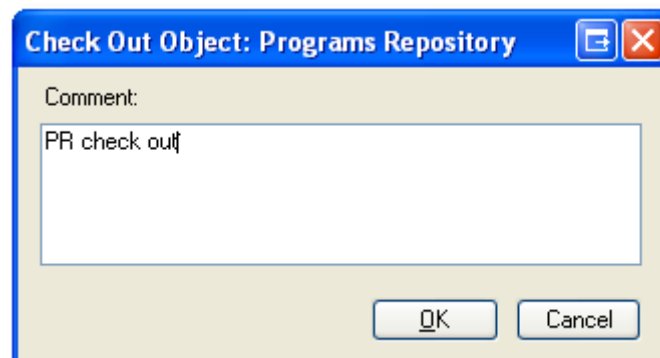 Check Out Object: Programs Repository
Comment:
PR check out
OK Cancel